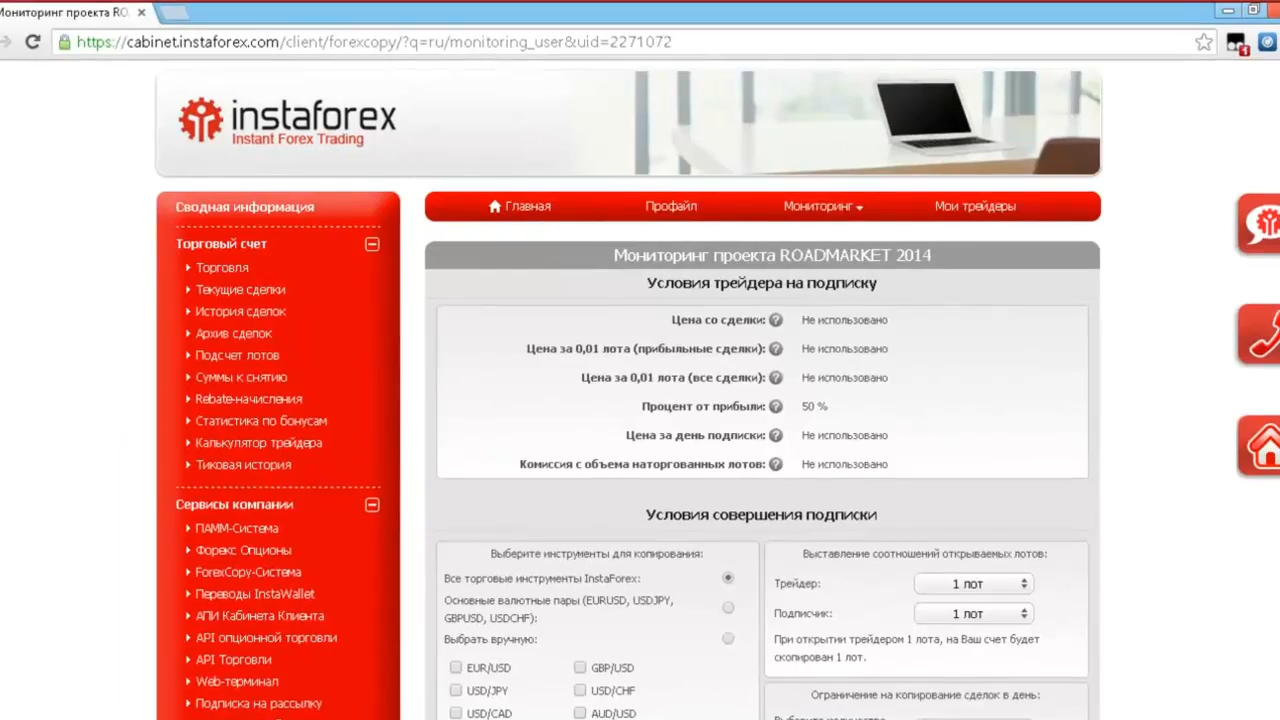 Мониторинг проекта RO
https://cabinet.instaforex.com/client/forexcopy/?q=ru/monitoring_user&uid=2271072
1
instaforex
Instant Forex Trading
Сводная информация
Торговый счет
Торговля
Текущие сделки
История сделок
Архив сделок
Подсчет лотов
Суммы к снятию
Rebate-начисления
Статистика по бонусам
Калькулятор трейдера
Тиковая история
Сервисы компании
ПАММ-Система
Форекс Опционы
ForexCopy-Система
Переводы InstaWallet
АПИ Кабинета Клиента
API опционной торговли
API Торговли
Web-терминал
Подписка на рассылку
Главная Профайл Мониторинг Мои трейдеры
Мониторинг проекта ROADMARKET 2014
Условия трейдера на подписку
Цена со сделки: ? Не использовано
Цена за 0,01 лота (прибыльные сделки): ? Не использовано
Цена за 0,01 лота (все сделки): ? Не использовано
Процент от прибыли: ? 50 %
Цена за день подписки: ? Не использовано
Комиссия с объема наторгованных лотов: ? Не использовано
Условия совершения подписки
Выберите инструменты для копирования:
Все торговые инструменты InstaForex:
Основные валютные пары (EURUSD, USDJPY,
GBPUSD, USDCHF):
Выбрать вручную:
EUR/USD GBP/USD
USD/JPY USD/CHF
USD/CAD AUD/USD
Выставление соотношений открываемых лотов:
Трейдер: 1 лот
Подписчик: 1 лот
При открытии трейдером 1 лота, на Ваш счет будет
скопирован 1 лот.
Ограничение на копирование сделок в день: